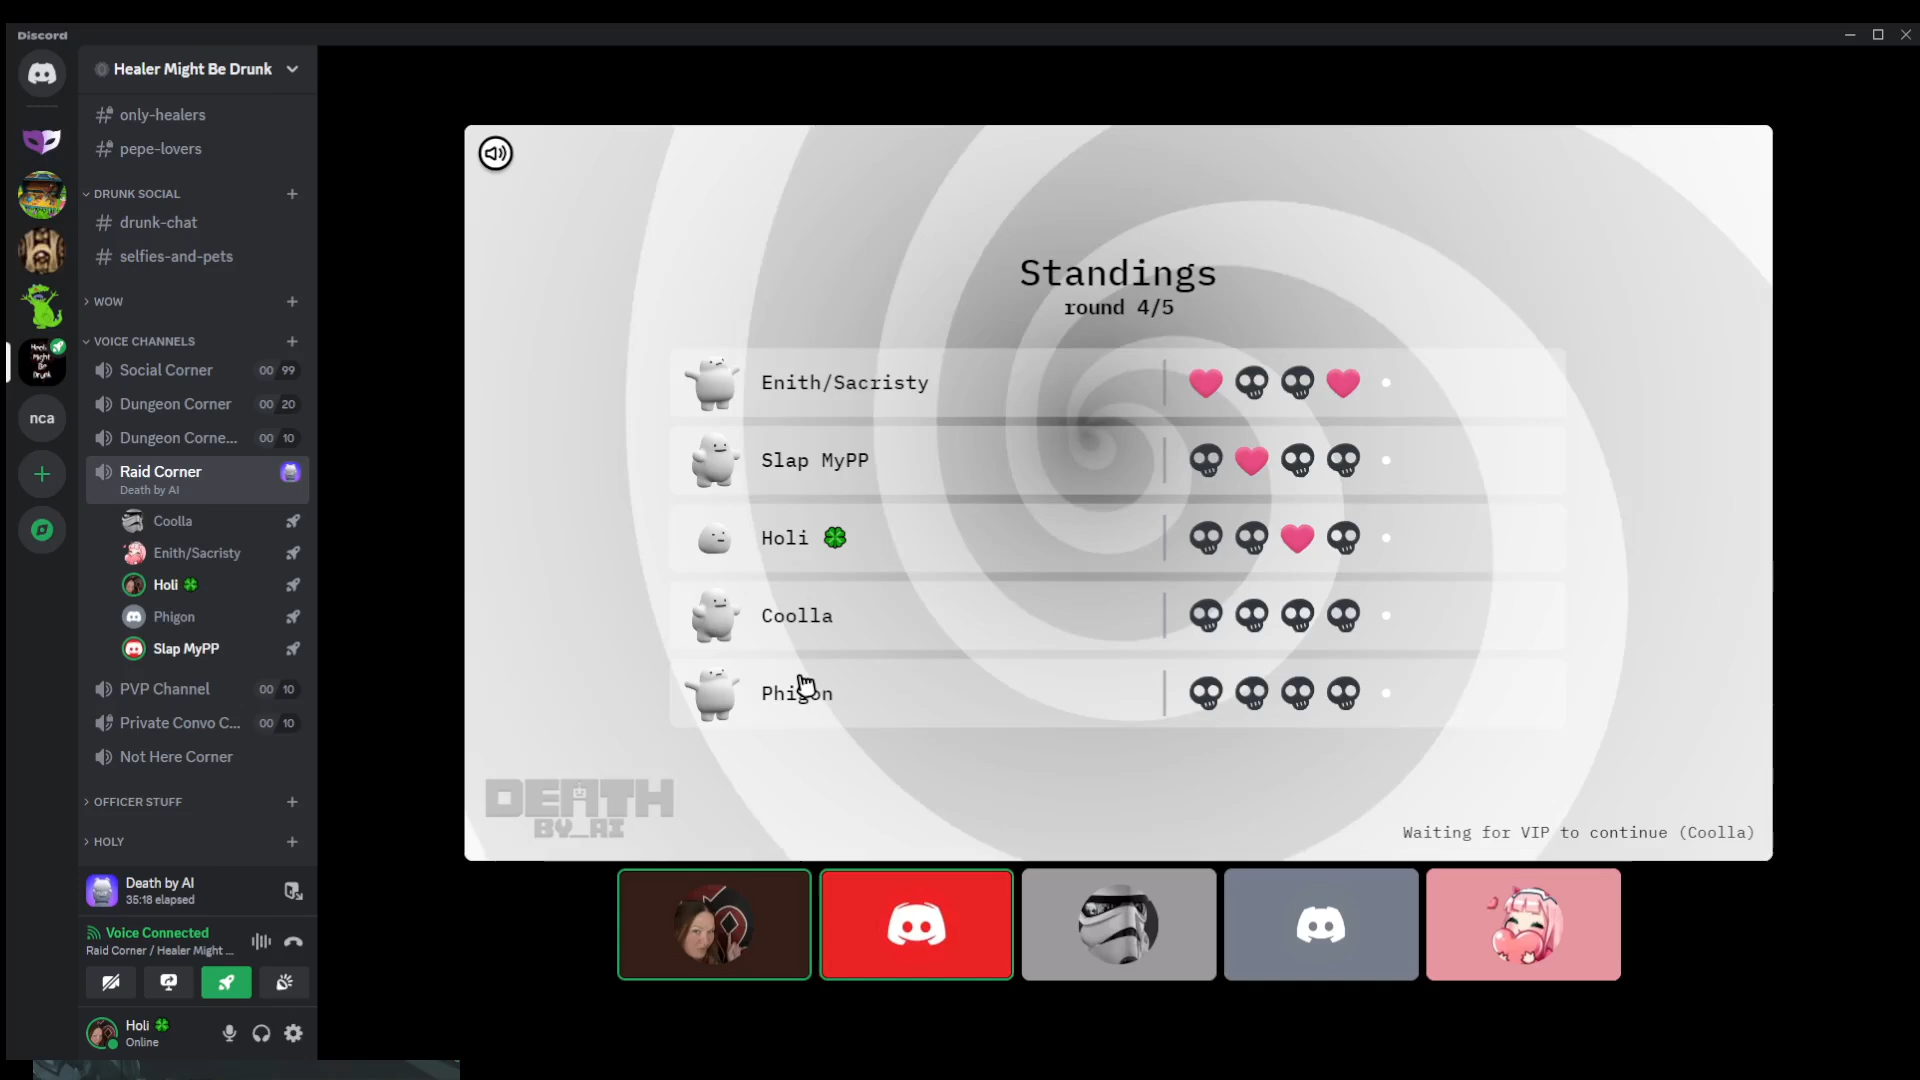 Discord
Healer Might Be Drunk
only-healers
pepe-lovers
DRUNK SOCIAL
drunk-chat
selfies-and-pets
WOW
VOICE CHANNELS
Social Corner 00 99
Dungeon Corner 00 20
Dungeon Corne... 00 10
Raid Corner
Death by AI
Coolla
Enith/Sacristy
Holi
Phigon
Slap MyPP
PVP Channel 00 10
Private Convo C... 00 10
Not Here Corner
OFFICER STUFF
HOLY
Death by AI
35:18 elapsed
Voice Connected
Raid Corner / Healer Might ...
Holi
Online
nca
Might
Be
Drunk
Standings
round 4/5
Enith/Sacristy
Slap MyPP
Holi
Coolla
Phigon
DEATH
BY_AI
Waiting for VIP to continue (Coolla)